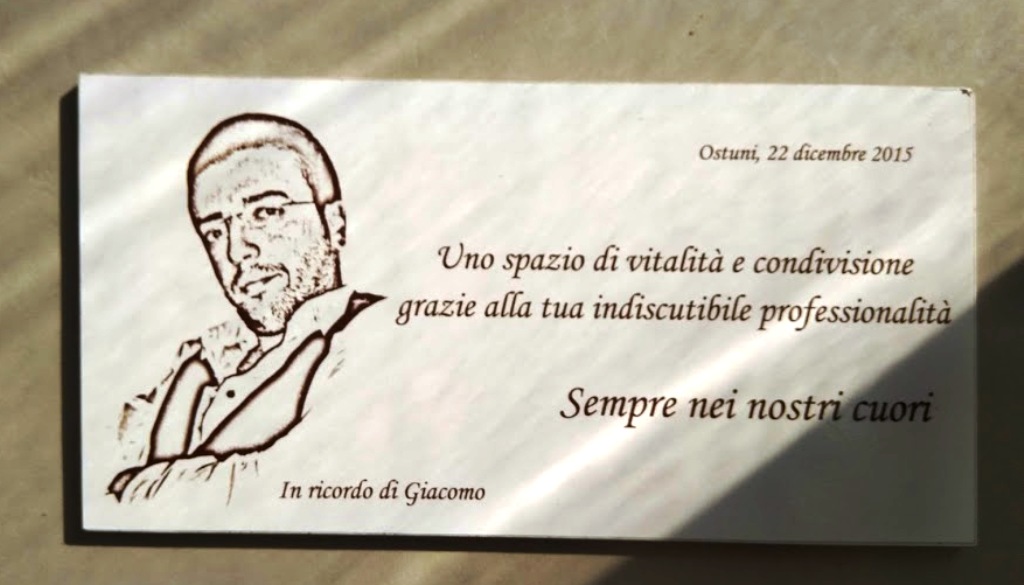 Ostuni, 22 dicembre 2015
Uno spazio di vitalità e condivisione
grazie alla tua indiscutibile professionalità
Sempre nei nostri cuori
In ricordo di Giacomo